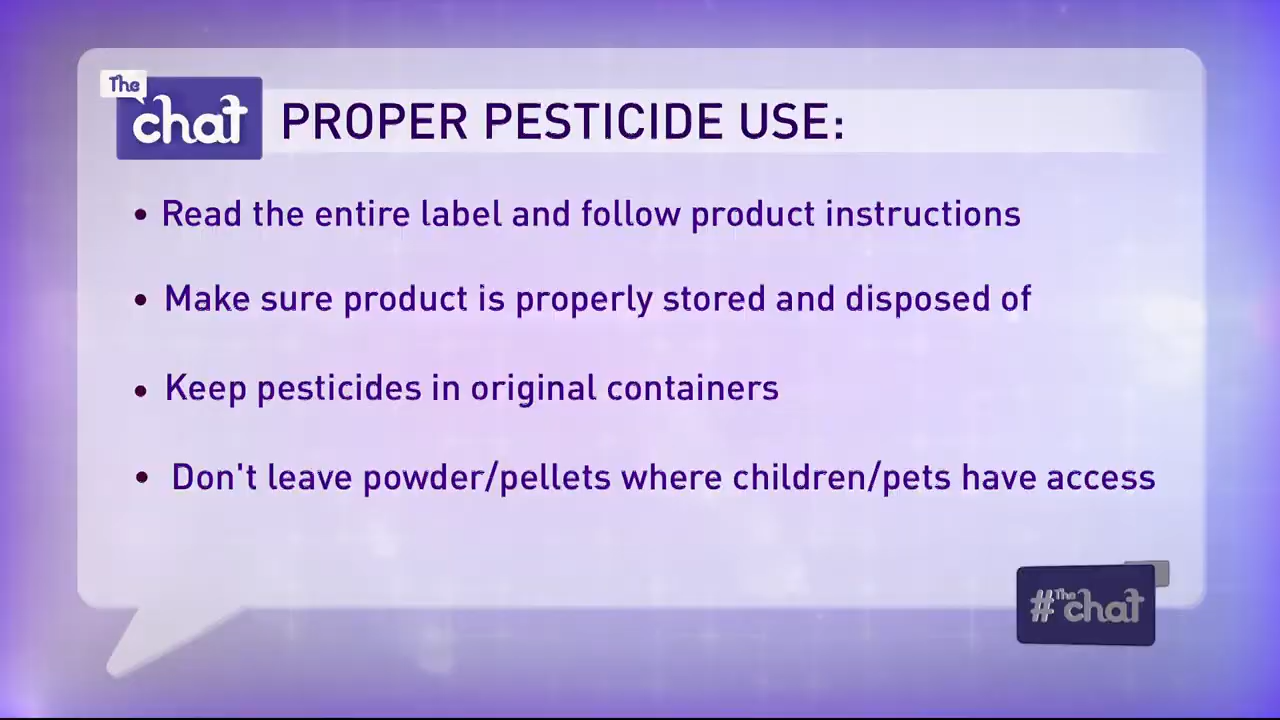 The
chat
PROPER PESTICIDE USE:
• Read the entire label and follow product instructions
• Make sure product is properly stored and disposed of
• Keep pesticides in original containers
• Don't leave powder/pellets where children/pets have access
#The chat